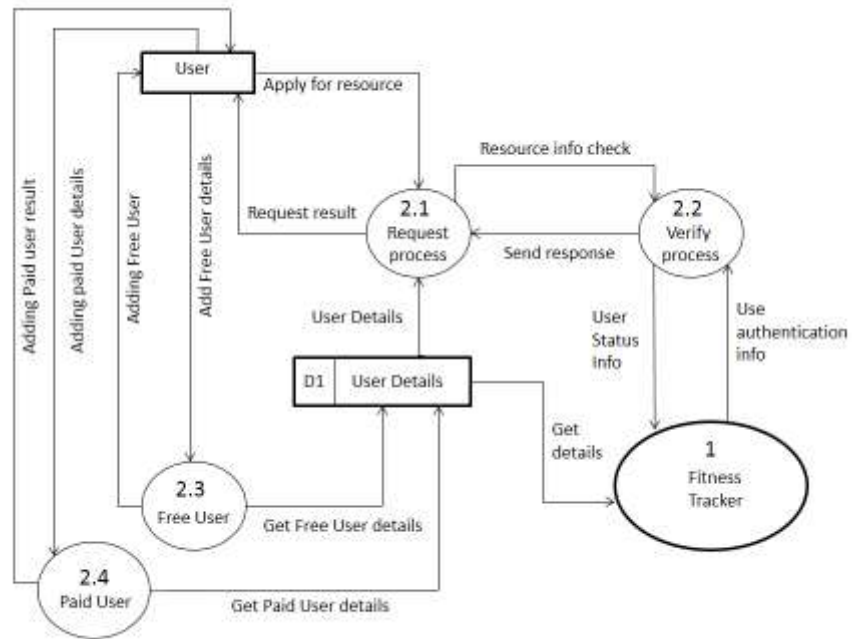 User
Apply for resource
Resource info check
Adding Paid user result
Adding paid User details
Adding Free User
Add Free User details
Request result
2.1
Request
process
2.2
Verify
process
Send response
User Details
User
Status
Info
Use
authentication
info
D1 User Details
Get
details
1
Fitness
Tracker
2.3
Free User
Get Free User details
2.4
Paid User
Get Paid User details